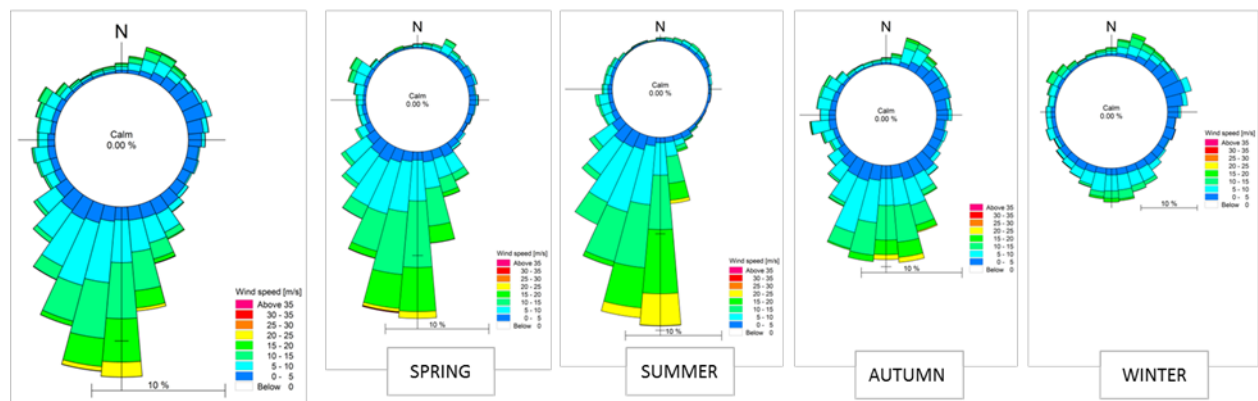 N
Calm
0.00 %
10 %
Wind speed [m/s]
Above 35
30 - 35
25 - 30
20 - 25
15 - 20
10 - 15
5 - 10
0 - 5
Below 0
N
Calm
0.00 %
10 %
Wind speed [m/s]
Above 35
30 - 35
25 - 30
20 - 25
15 - 20
10 - 15
5 - 10
0 - 5
Below 0
SPRING
N
Calm
0.00 %
10 %
Wind speed [m/s]
Above 35
30 - 35
25 - 30
20 - 25
15 - 20
10 - 15
5 - 10
0 - 5
Below 0
SUMMER
N
Calm
0.00 %
10 %
Wind speed [m/s]
Above 35
30 - 35
25 - 30
20 - 25
15 - 20
10 - 15
5 - 10
0 - 5
Below 0
AUTUMN
N
Calm
0.00 %
10 %
Wind speed [m/s]
Above 35
30 - 35
25 - 30
20 - 25
15 - 20
10 - 15
5 - 10
0 - 5
Below 0
WINTER